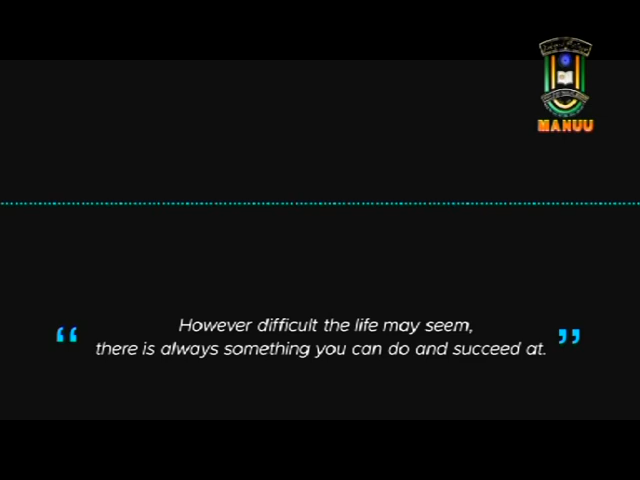 MANUU
“ However difficult the life may seem,
there is always something you can do and succeed at. ”